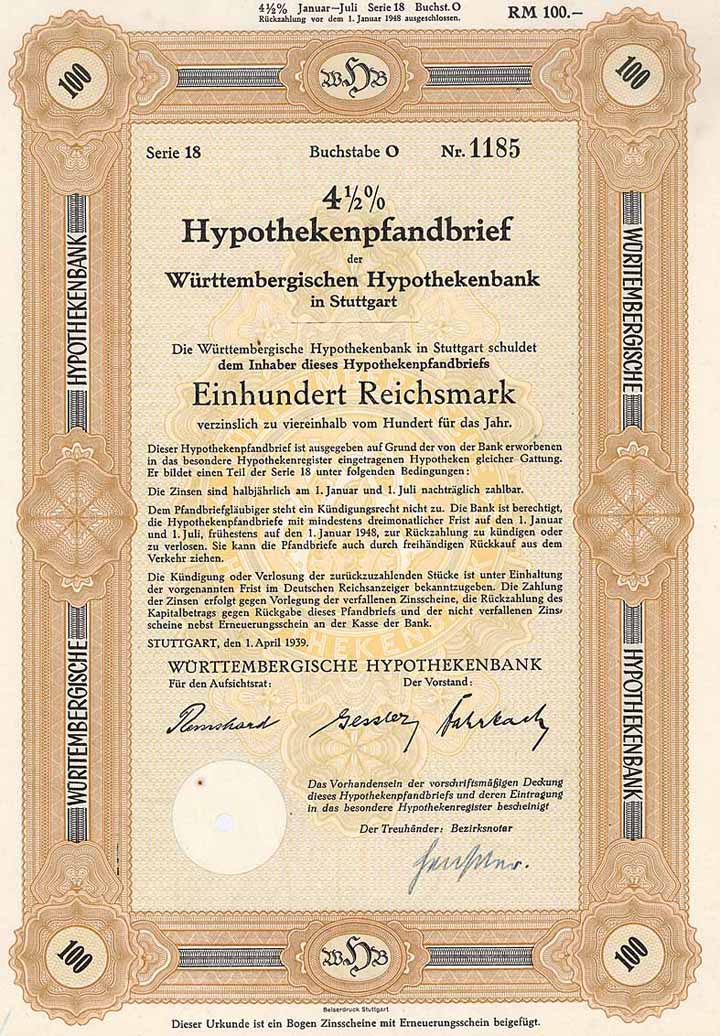 4½% Januar—Juli Serie 18 Buchst. O
Rückzahlung vor dem 1. Januar 1948 ausgeschlossen.
RM 100.—
100
WHB
100
Serie 18 Buchstabe O Nr. 1185
4½%
Hypothekenpfandbrief
der
Württembergischen Hypothekenbank
in Stuttgart
Die Württembergische Hypothekenbank in Stuttgart schuldet
dem Inhaber dieses Hypothekenpfandbriefs
Einhundert Reichsmark
verzinslich zu viereinhalb vom Hundert für das Jahr.
Dieser Hypothekenpfandbrief ist ausgegeben auf Grund der von der Bank erworbenen
in das besondere Hypothekenregister eingetragenen Hypotheken gleicher Gattung.
Er bildet einen Teil der Serie 18 unter folgenden Bedingungen:
Die Zinsen sind halbjährlich am 1. Januar und 1. Juli nachträglich zahlbar.
Dem Pfandbriefgläubiger steht ein Kündigungsrecht nicht zu. Die Bank ist berechtigt,
die Hypothekenpfandbriefe mit mindestens dreimonatlicher Frist auf den 1. Januar
und 1. Juli, frühestens auf den 1. Januar 1948, zur Rückzahlung zu kündigen oder
zu verlosen. Sie kann die Pfandbriefe auch durch freihändigen Rückkauf aus dem
Verkehr ziehen.
Die Kündigung oder Verlosung der zurückzuzahlenden Stücke ist unter Einhaltung
der vorgenannten Frist im Deutschen Reichsanzeiger bekanntzugeben. Die Zahlung
der Zinsen erfolgt gegen Vorlegung der verfallenen Zinsscheine, die Rückzahlung des
Kapitalbetrags gegen Rückgabe dieses Pfandbriefs und der nicht verfallenen Zins-
scheine nebst Erneuerungsschein an der Kasse der Bank.
STUTTGART, den 1. April 1939.
WÜRTTEMBERGISCHE HYPOTHEKENBANK
Für den Aufsichtsrat: Der Vorstand:
Das Vorhandensein der vorschriftsmäßigen Deckung
dieses Hypothekenpfandbriefs und deren Eintragung
in das besondere Hypothekenregister bescheinigt
Der Treuhänder: Bezirksnotar
WÜRTTEMBERGISCHE HYPOTHEKENBANK
WÜRTTEMBERGISCHE HYPOTHEKENBANK
100
WHB
100
Belserdruck Stuttgart
Dieser Urkunde ist ein Bogen Zinsscheine mit Erneuerungsschein beigefügt.